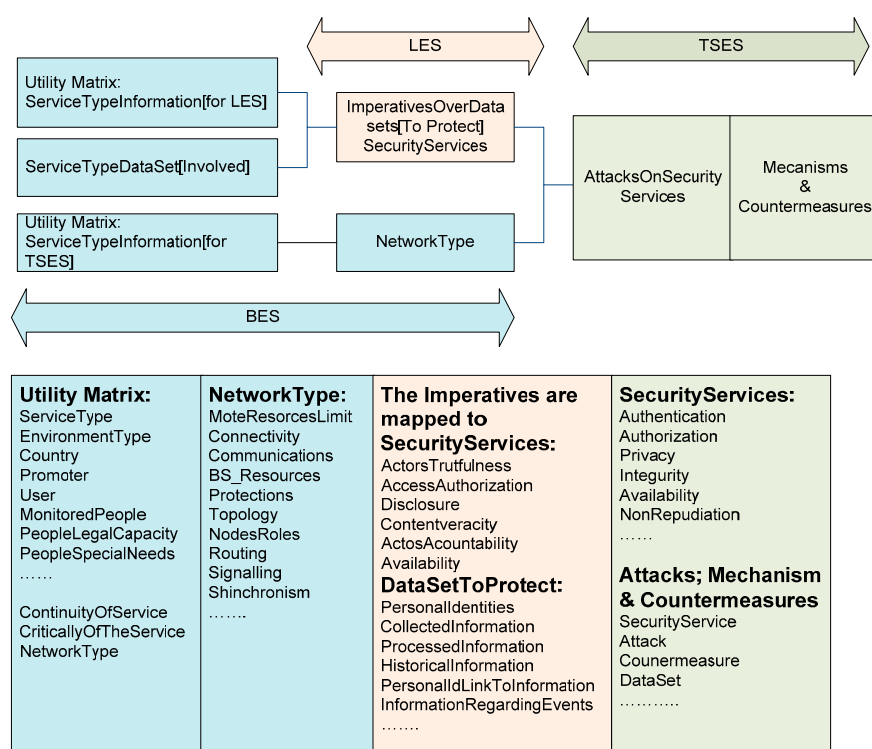 LES
TSES
Utility Matrix:
ServiceTypeInformation[for LES]
ImperativesOverData
sets[To Protect]
SecurityServices
ServiceTypeDataSet[Involved]
AttacksOnSecurity
Services
Mecanisms
&
Countermeasures
Utility Matrix:
ServiceTypeInformation[for
TSES]
NetworkType
BES
Utility Matrix:
ServiceType
EnvironmentType
Country
Promoter
User
MonitoredPeople
PeopleLegalCapacity
PeopleSpecialNeeds
……
ContinuityOfService
CriticallyOfTheService
NetworkType
NetworkType:
MoteResorcesLimit
Connectivity
Communications
BS_Resources
Protections
Topology
NodesRoles
Routing
Signalling
Shinchronism
…….
The Imperatives are
mapped to
SecurityServices:
ActorsTrutfulness
AccessAuthorization
Disclosure
Contentveracity
ActosAcountability
Availability
DataSetToProtect:
PersonalIdentities
CollectedInformation
ProcessedInformation
HistoricalInformation
PersonalIdLinkToInformation
InformationRegardingEvents
…….
SecurityServices:
Authentication
Authorization
Privacy
Integurity
Availability
NonRepudiation
……
Attacks; Mechanism
& Countermeasures
SecurityService
Attack
Counermeasure
DataSet
………..